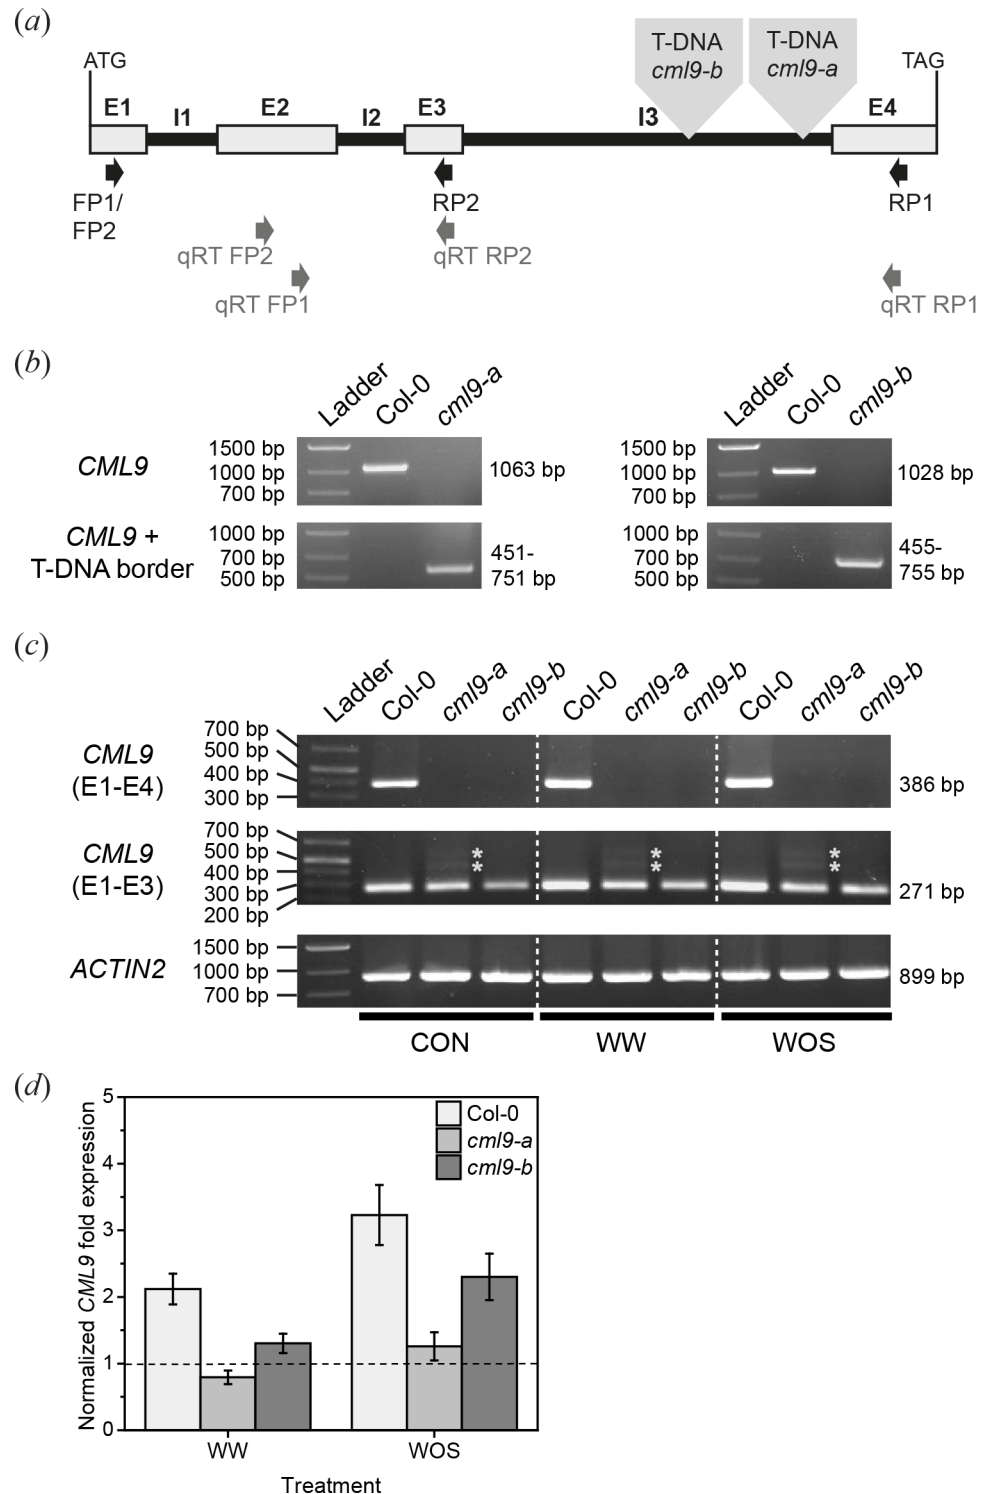 (a)
T-DNA
cml9-b
T-DNA
cml9-a
ATG
TAG
E1
I1
E2
I2
E3
I3
E4
FP1/
FP2
RP2
RP1
qRT FP2
qRT RP2
qRT FP1
qRT RP1
(b)
Ladder
Col-0
cml9-a
Ladder
Col-0
cml9-b
CML9
1500 bp
1000 bp
700 bp
1063 bp
1500 bp
1000 bp
700 bp
1028 bp
CML9 +
T-DNA border
1000 bp
700 bp
500 bp
451-
751 bp
1000 bp
700 bp
500 bp
455-
755 bp
(c)
Ladder
Col-0
cml9-a
cml9-b
Col-0
cml9-a
cml9-b
Col-0
cml9-a
cml9-b
CML9
(E1-E4)
700 bp
500 bp
400 bp
300 bp
386 bp
CML9
(E1-E3)
700 bp
500 bp
400 bp
300 bp
200 bp
*
*
*
*
*
*
271 bp
ACTIN2
1500 bp
1000 bp
700 bp
899 bp
CON
WW
WOS
(d)
Normalized CML9 fold expression
5
4
3
2
1
0
Col-0
cml9-a
cml9-b
WW
WOS
Treatment